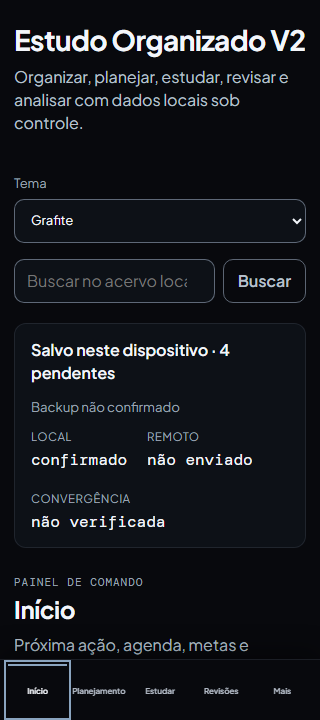 Estudo Organizado V2
Organizar, planejar, estudar, revisar e
analisar com dados locais sob
controle.
Tema
Grafite
Buscar no acervo loca
Buscar
Salvo neste dispositivo · 4
pendentes
Backup não confirmado
LOCAL
confirmado
REMOTO
não enviado
CONVERGÊNCIA
não verificada
PAINEL DE COMANDO
Início
Próxima ação, agenda, metas e
Início
Planejamento
Estudar
Revisões
Mais